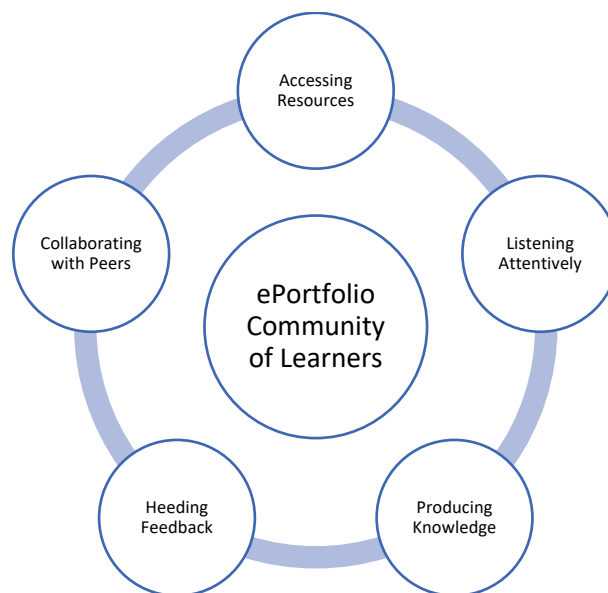 Accessing
Resources
Listening
Attentively
Producing
Knowledge
Heeding
Feedback
Collaborating
with Peers
ePortfolio
Community
of Learners